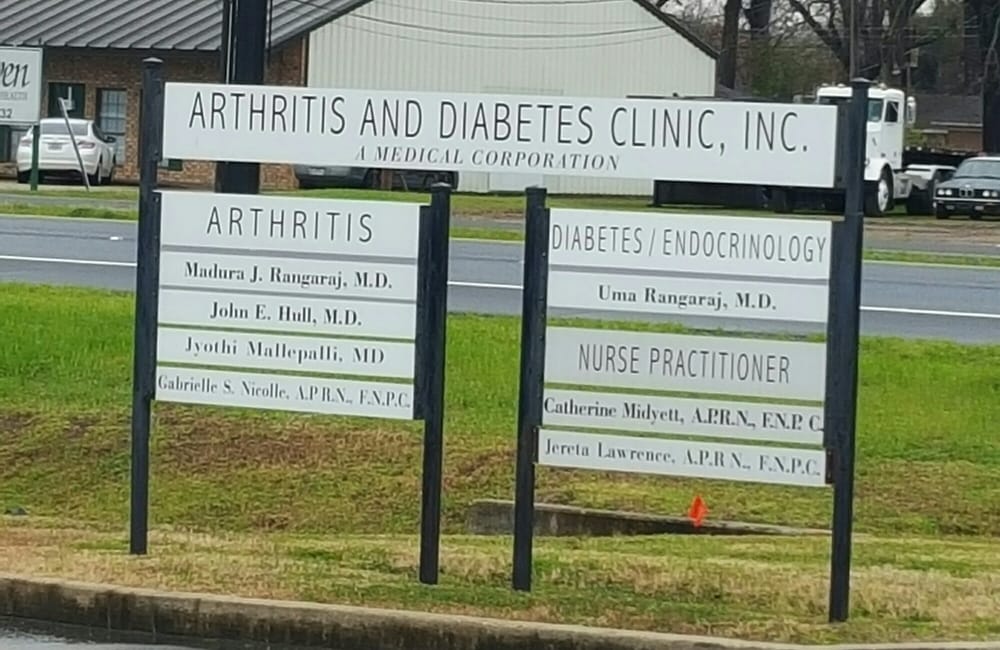 ARTHRITIS AND DIABETES CLINIC, INC.
A MEDICAL CORPORATION
ARTHRITIS
Madura J. Rangaraj, M.D.
John E. Hull, M.D.
Jyothi Mallepalli, MD
Gabrielle S. Nicolle, A.P R.N., F.N.P.C.
DIABETES / ENDOCRINOLOGY
Uma Rangaraj, M.D.
NURSE PRACTITIONER
Catherine Midyett, A.P.R.N., F.N.P. C.
Jereta Lawrence, A.P.R N., F.N.P.C.